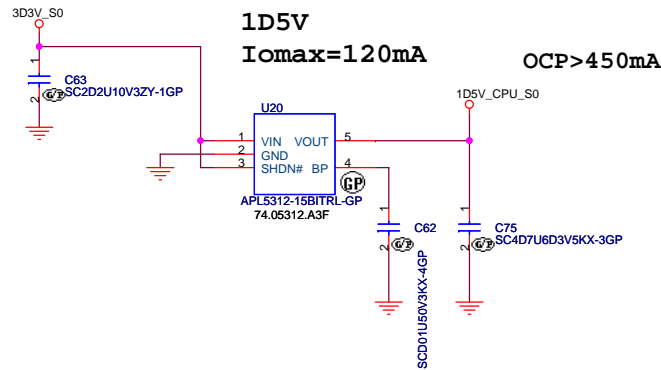 3D3V_S0
1D5V
Iomax=120mA
OCP>450mA
1
C63
2
G/P
SC2D2U10V3ZY-1GP
1D5V_CPU_S0
U20
1
VIN
VOUT
5
2
GND
3
SHDN#
BP
4
GP
APL5312-15BITRL-GP
74.05312.A3F
1
C62
2
G/P
SCD01U50V3KX-4GP
1
C75
2
G/P
SC4D7U6D3V5KX-3GP